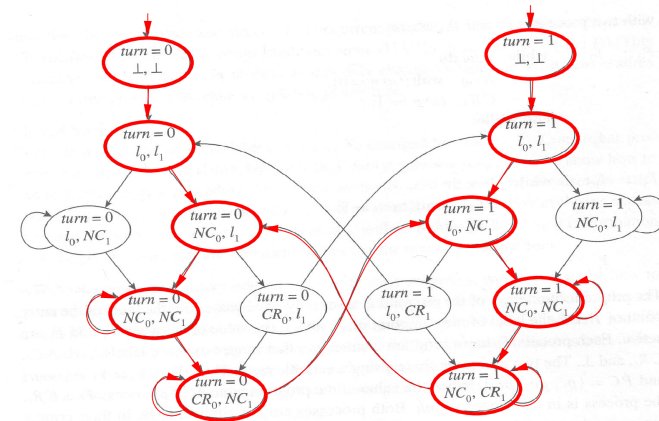 turn = 0
⊥, ⊥
turn = 1
⊥, ⊥
turn = 0
l₀, l₁
turn = 1
l₀, l₁
turn = 0
l₀, NC₁
turn = 0
NC₀, l₁
turn = 1
l₀, NC₁
turn = 1
NC₀, l₁
turn = 0
NC₀, NC₁
turn = 0
CR₀, l₁
turn = 1
l₀, CR₁
turn = 1
NC₀, NC₁
turn = 0
CR₀, NC₁
turn = 1
NC₀, CR₁